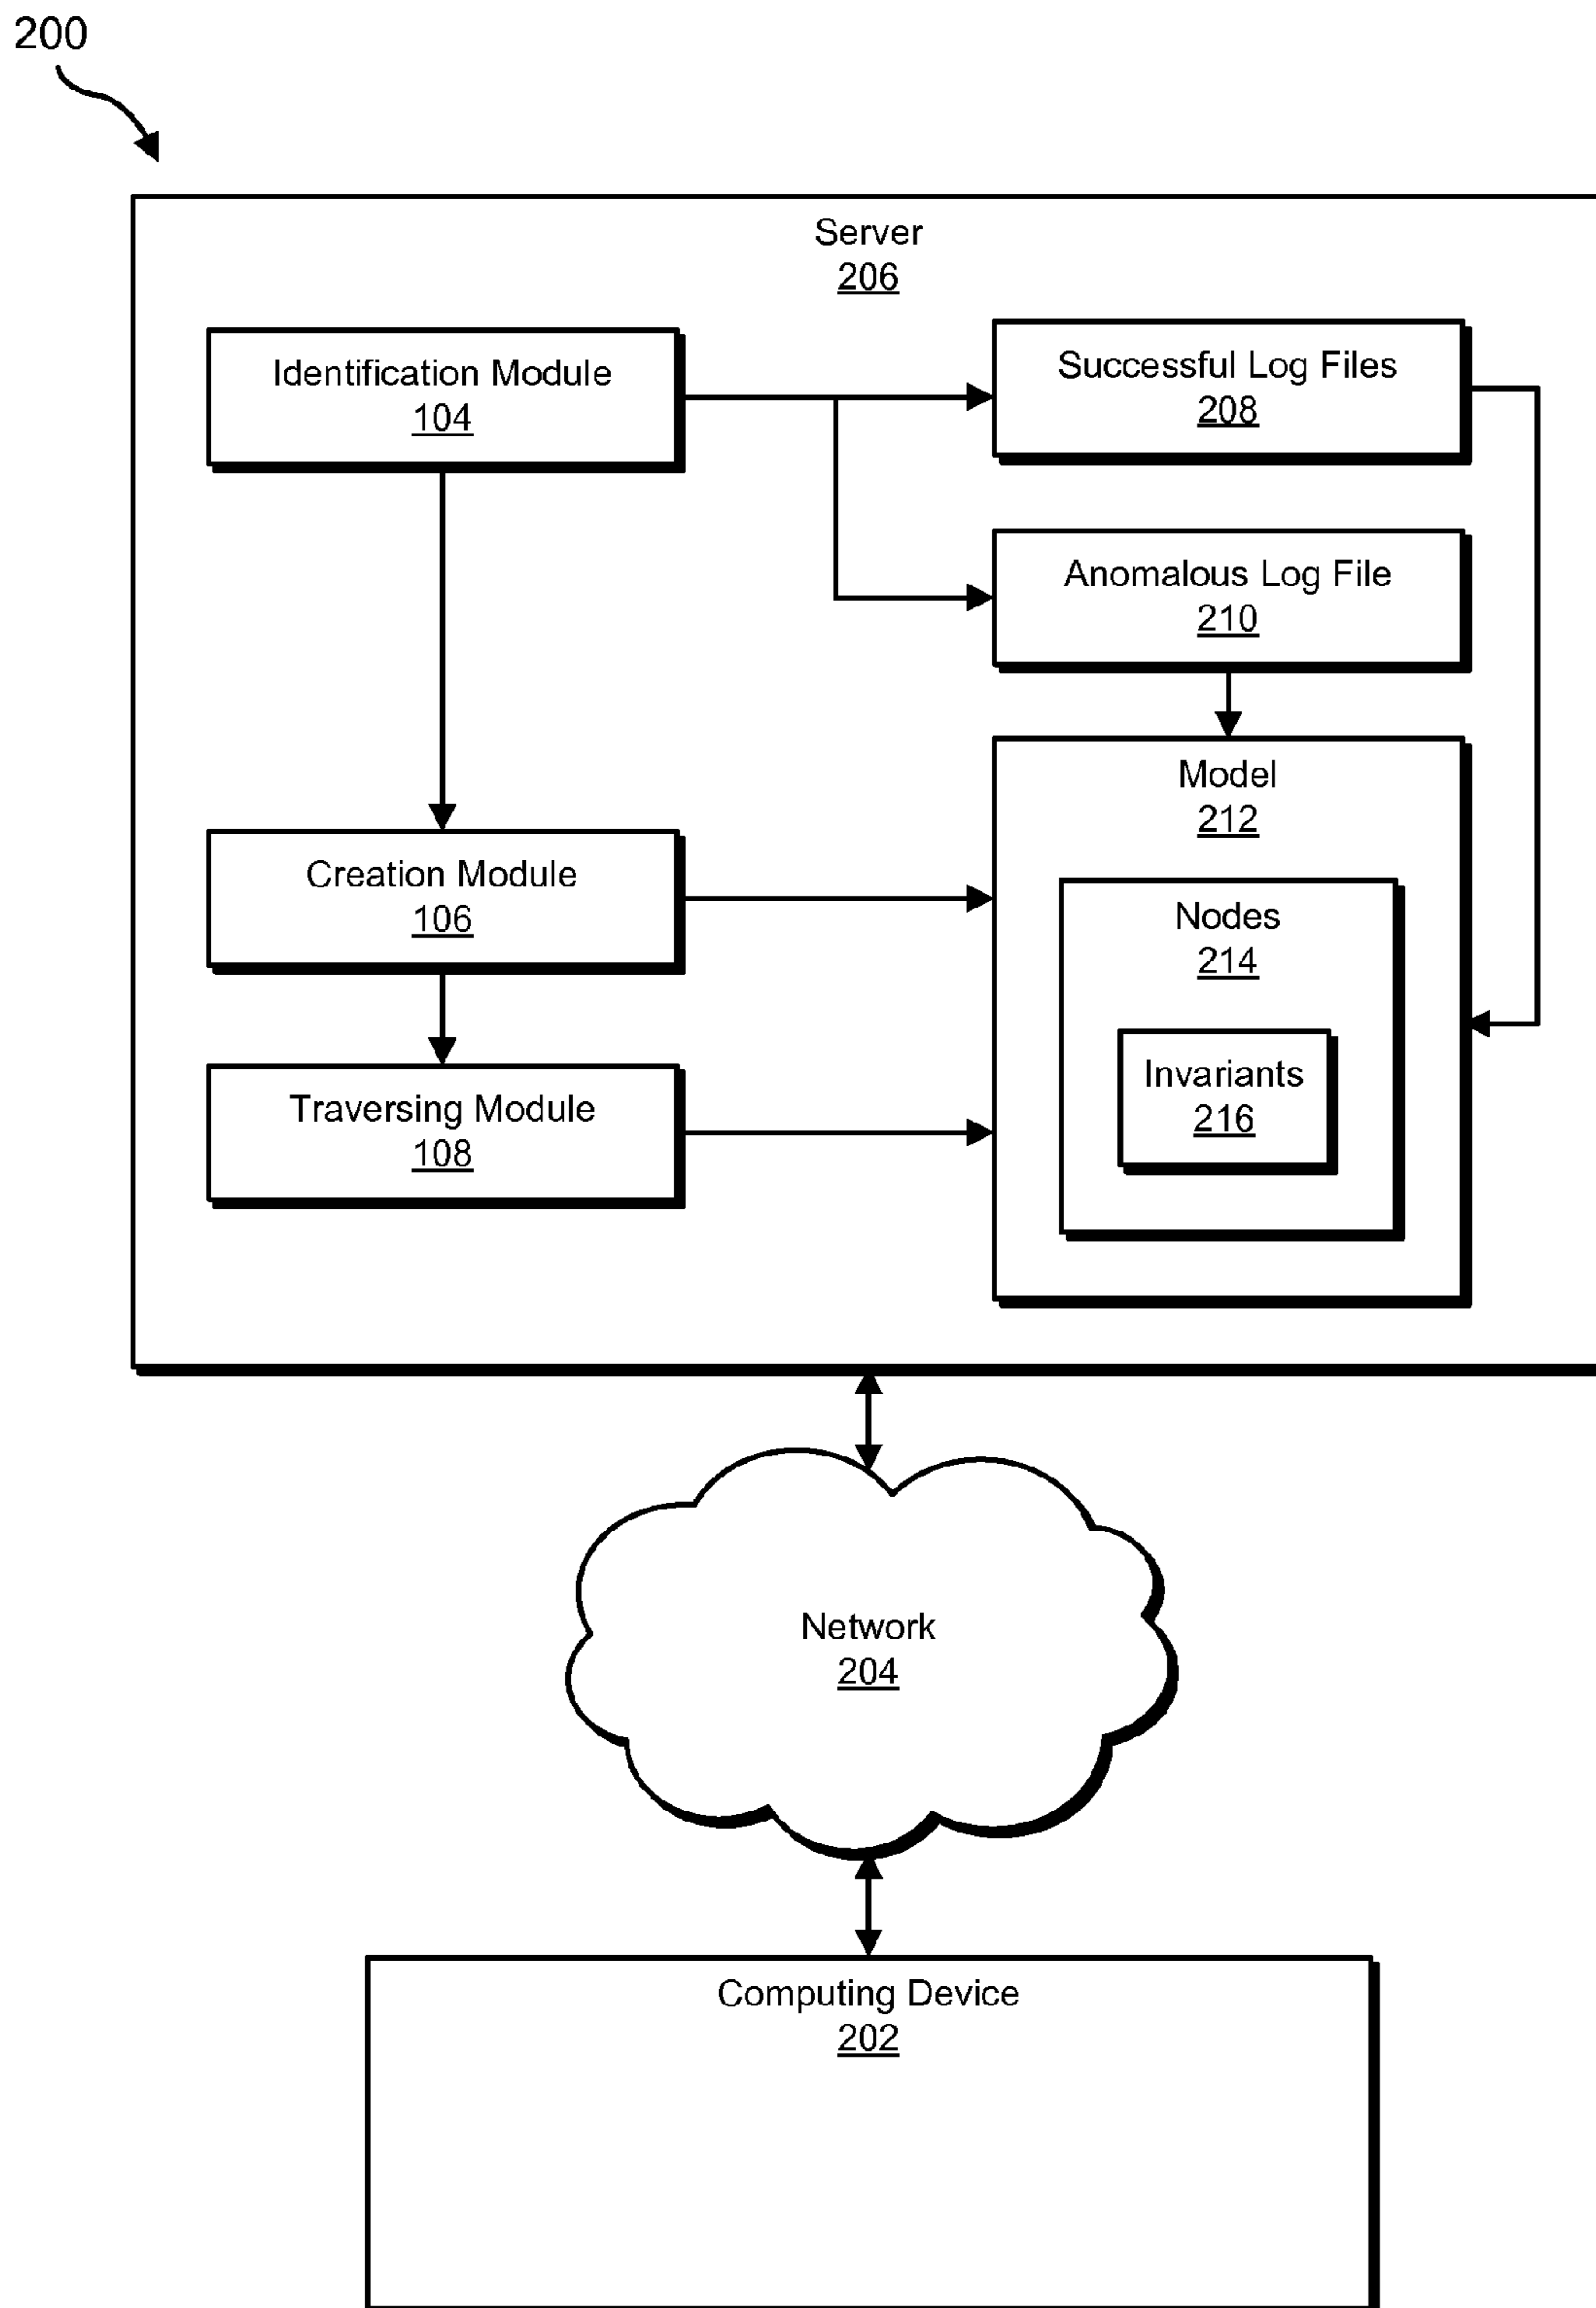 200
Server
206
Identification Module
104
Successful Log Files
208
Anomalous Log File
210
Model
212
Creation Module
106
Nodes
214
Invariants
216
Traversing Module
108
Network
204
Computing Device
202